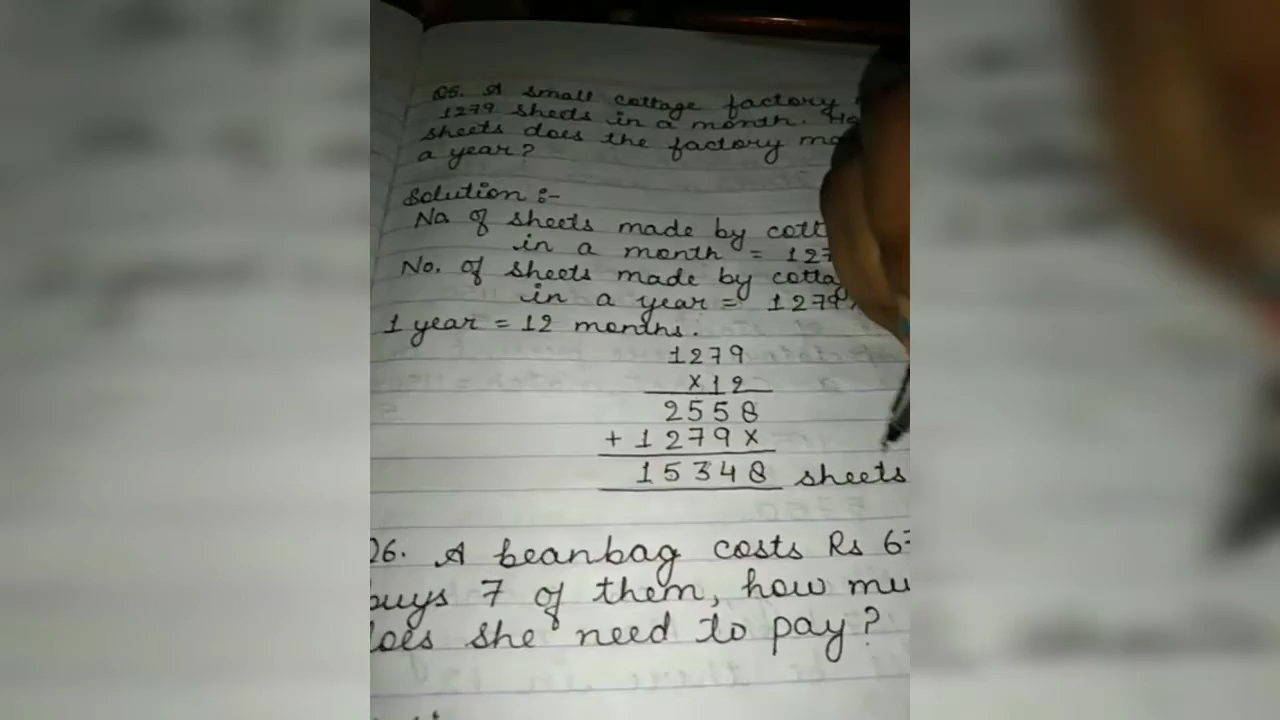 Q5. A small cottage factory
1279 sheets in a month.
sheets does the factory
a year?
Solution :-
No of sheets made by
in a month =
No. of sheets made by
in a year = 1279
1 year = 12 months.
1279
x12
2558
+ 1279x
15348 sheets
Q6. A beanbag costs Rs
buys 7 of them, how
does she need to pay?